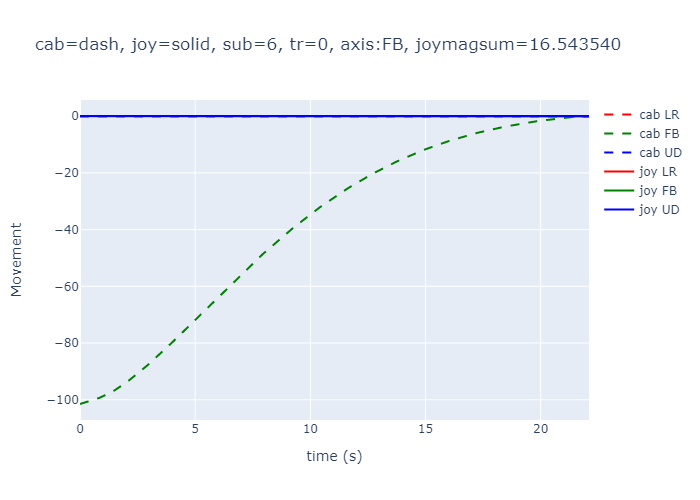 cab=dash, joy=solid, sub=6, tr=0, axis:FB, joymagsum=16.543540
0
−20
−40
−60
−80
−100
Movement
0
5
10
15
20
time (s)
cab LR
cab FB
cab UD
joy LR
joy FB
joy UD